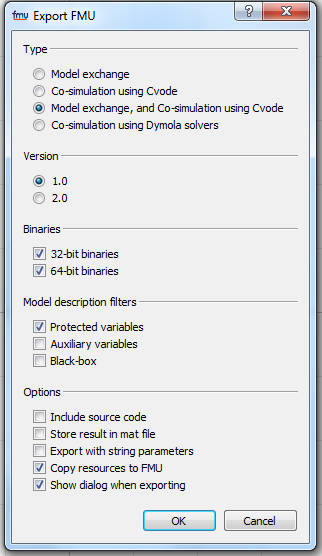 fmu Export FMU
?
Type
Model exchange
Co-simulation using Cvode
Model exchange, and Co-simulation using Cvode
Co-simulation using Dymola solvers
Version
1.0
2.0
Binaries
32-bit binaries
64-bit binaries
Model description filters
Protected variables
Auxiliary variables
Black-box
Options
Include source code
Store result in mat file
Export with string parameters
Copy resources to FMU
Show dialog when exporting
OK Cancel